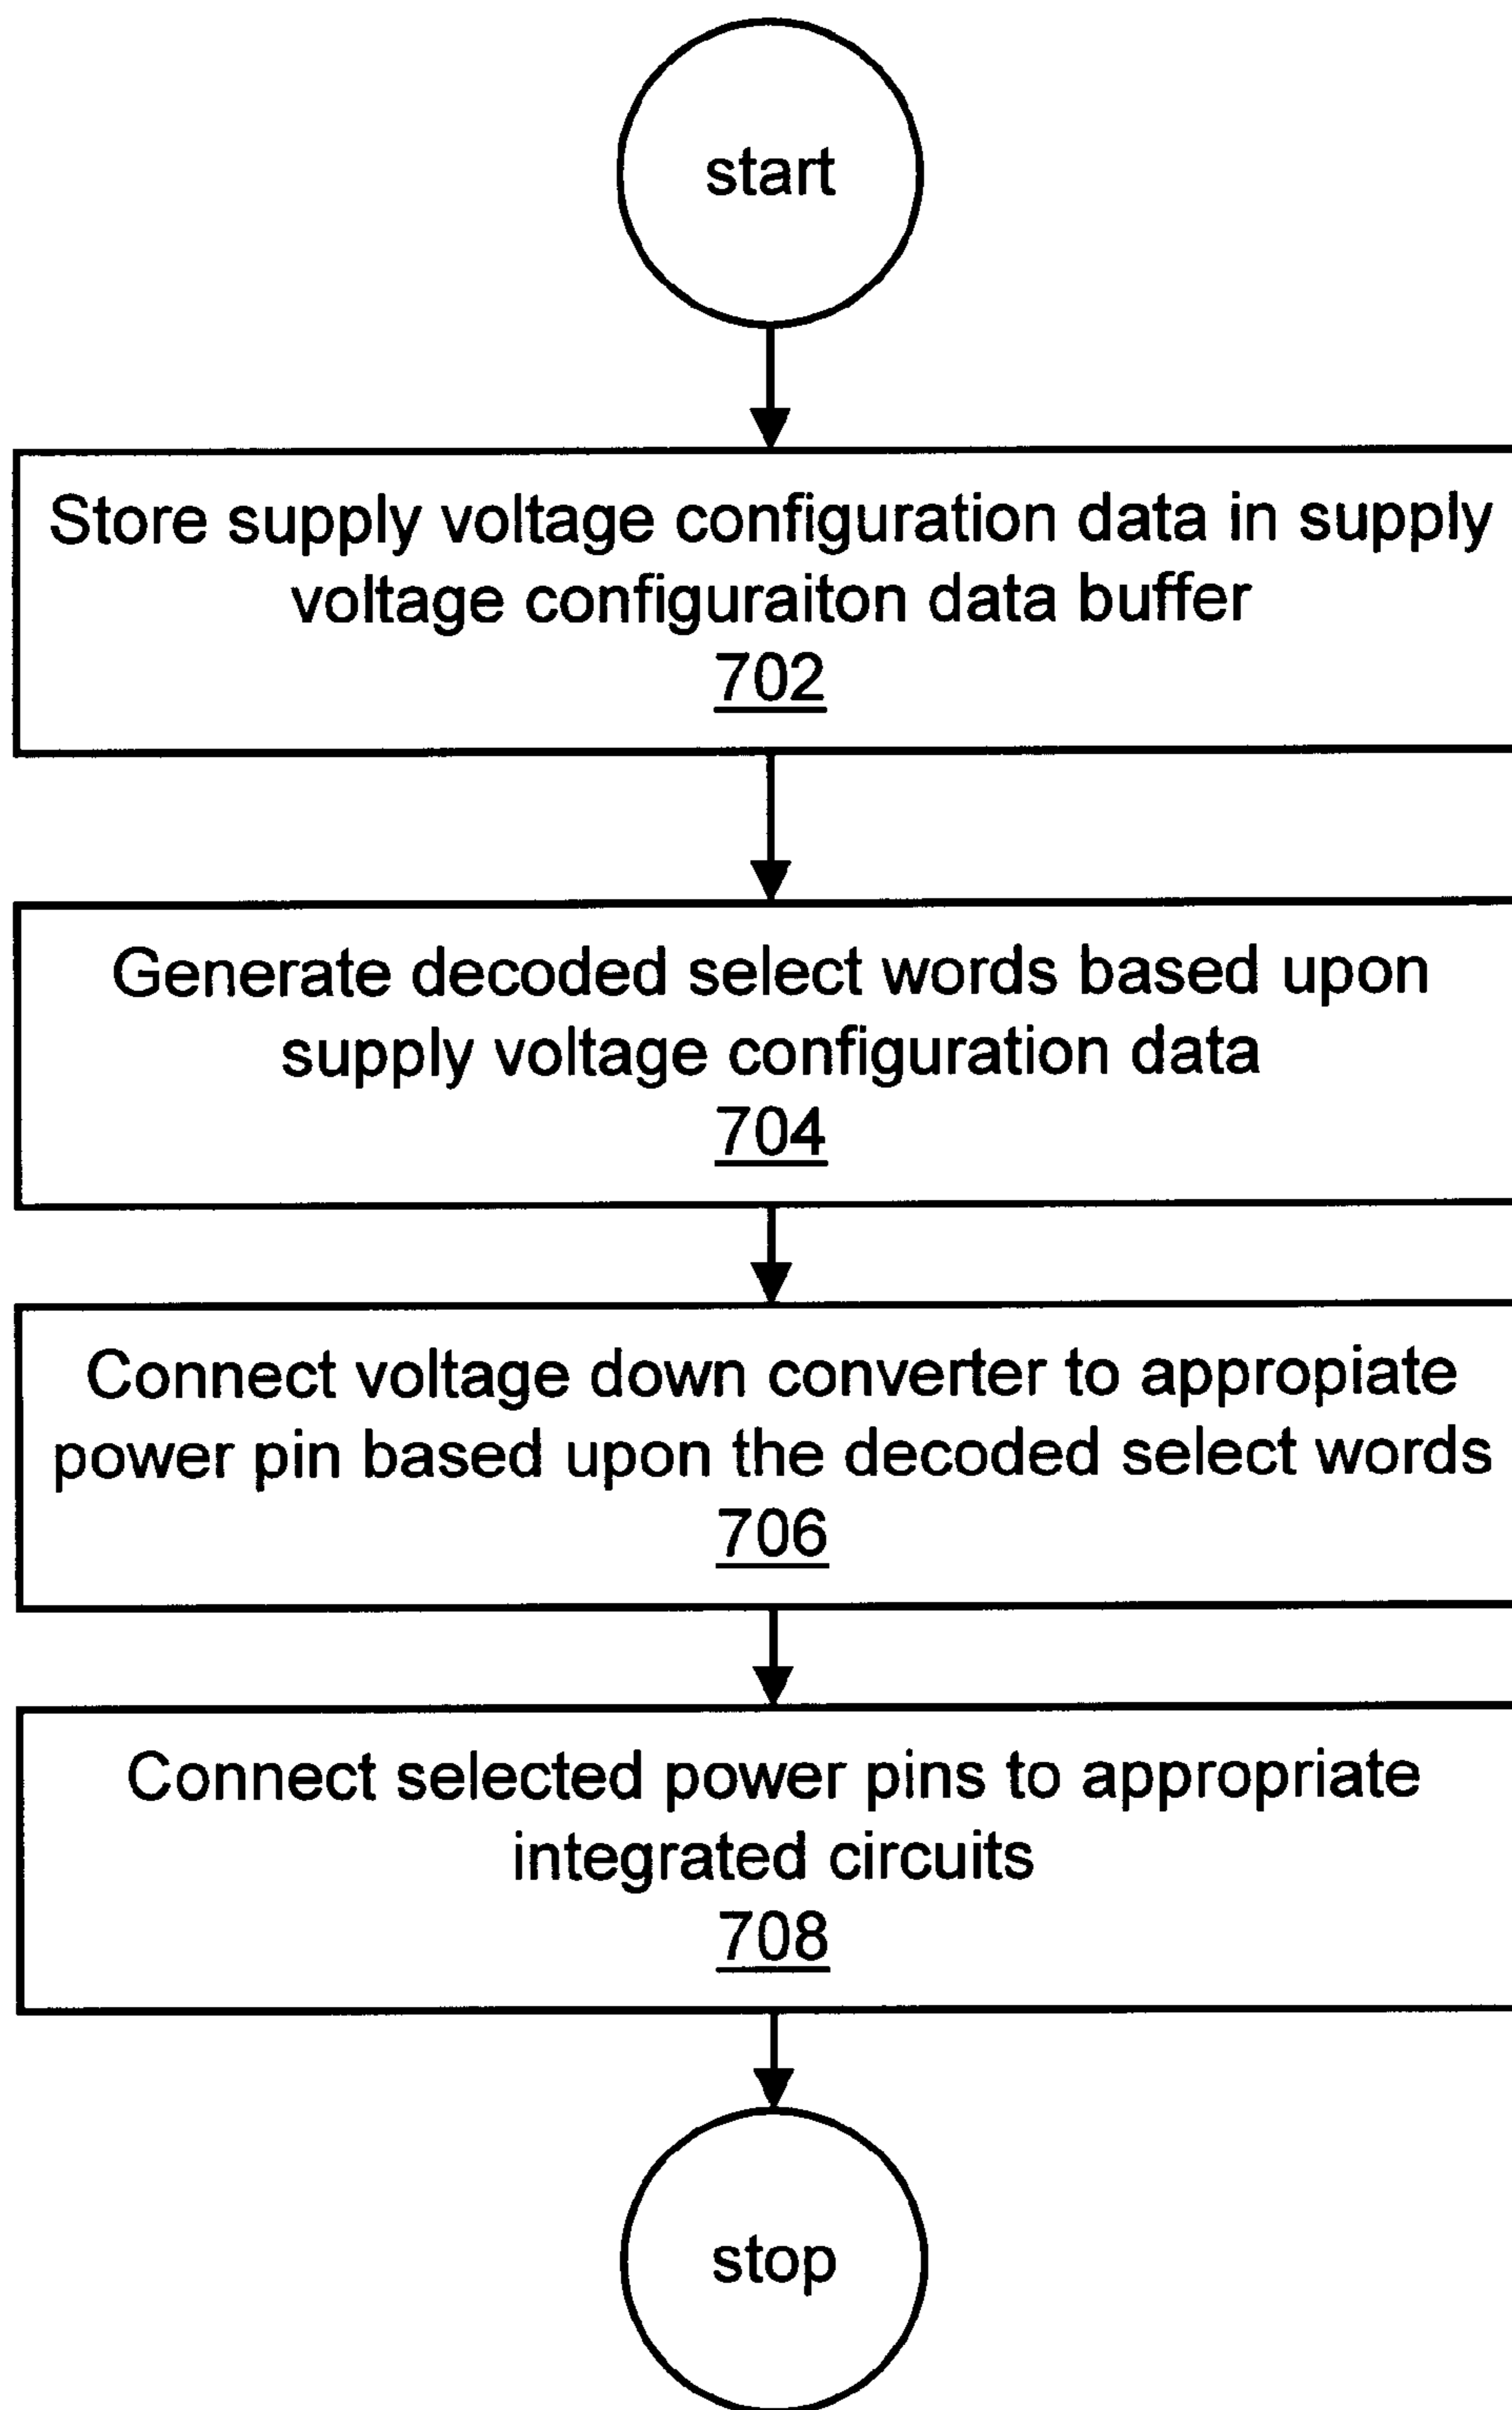 start
Store supply voltage configuration data in supply
voltage configuraiton data buffer
702
Generate decoded select words based upon
supply voltage configuration data
704
Connect voltage down converter to appropiate
power pin based upon the decoded select words
706
Connect selected power pins to appropriate
integrated circuits
708
stop